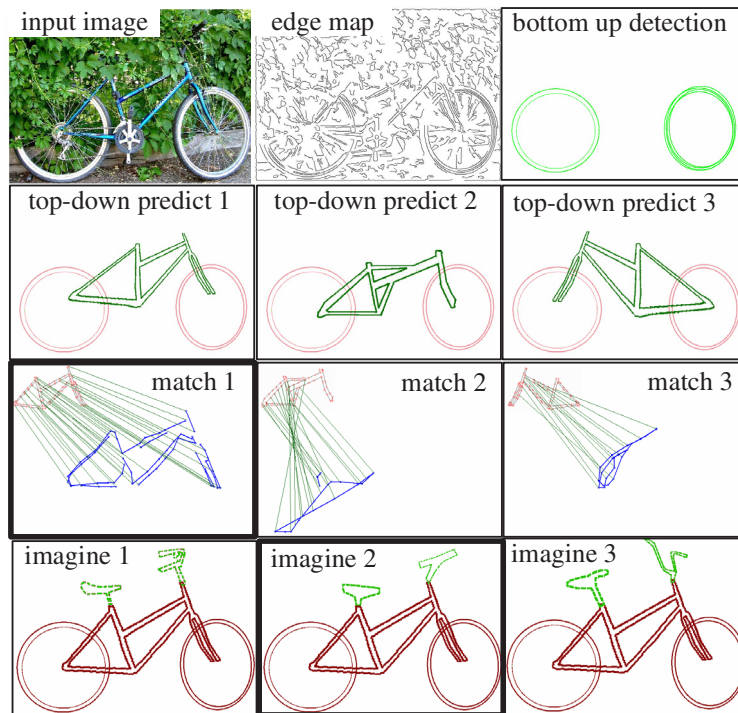 input image
edge map
bottom up detection
top-down predict 1
top-down predict 2
top-down predict 3
match 1
match 2
match 3
imagine 1
imagine 2
imagine 3